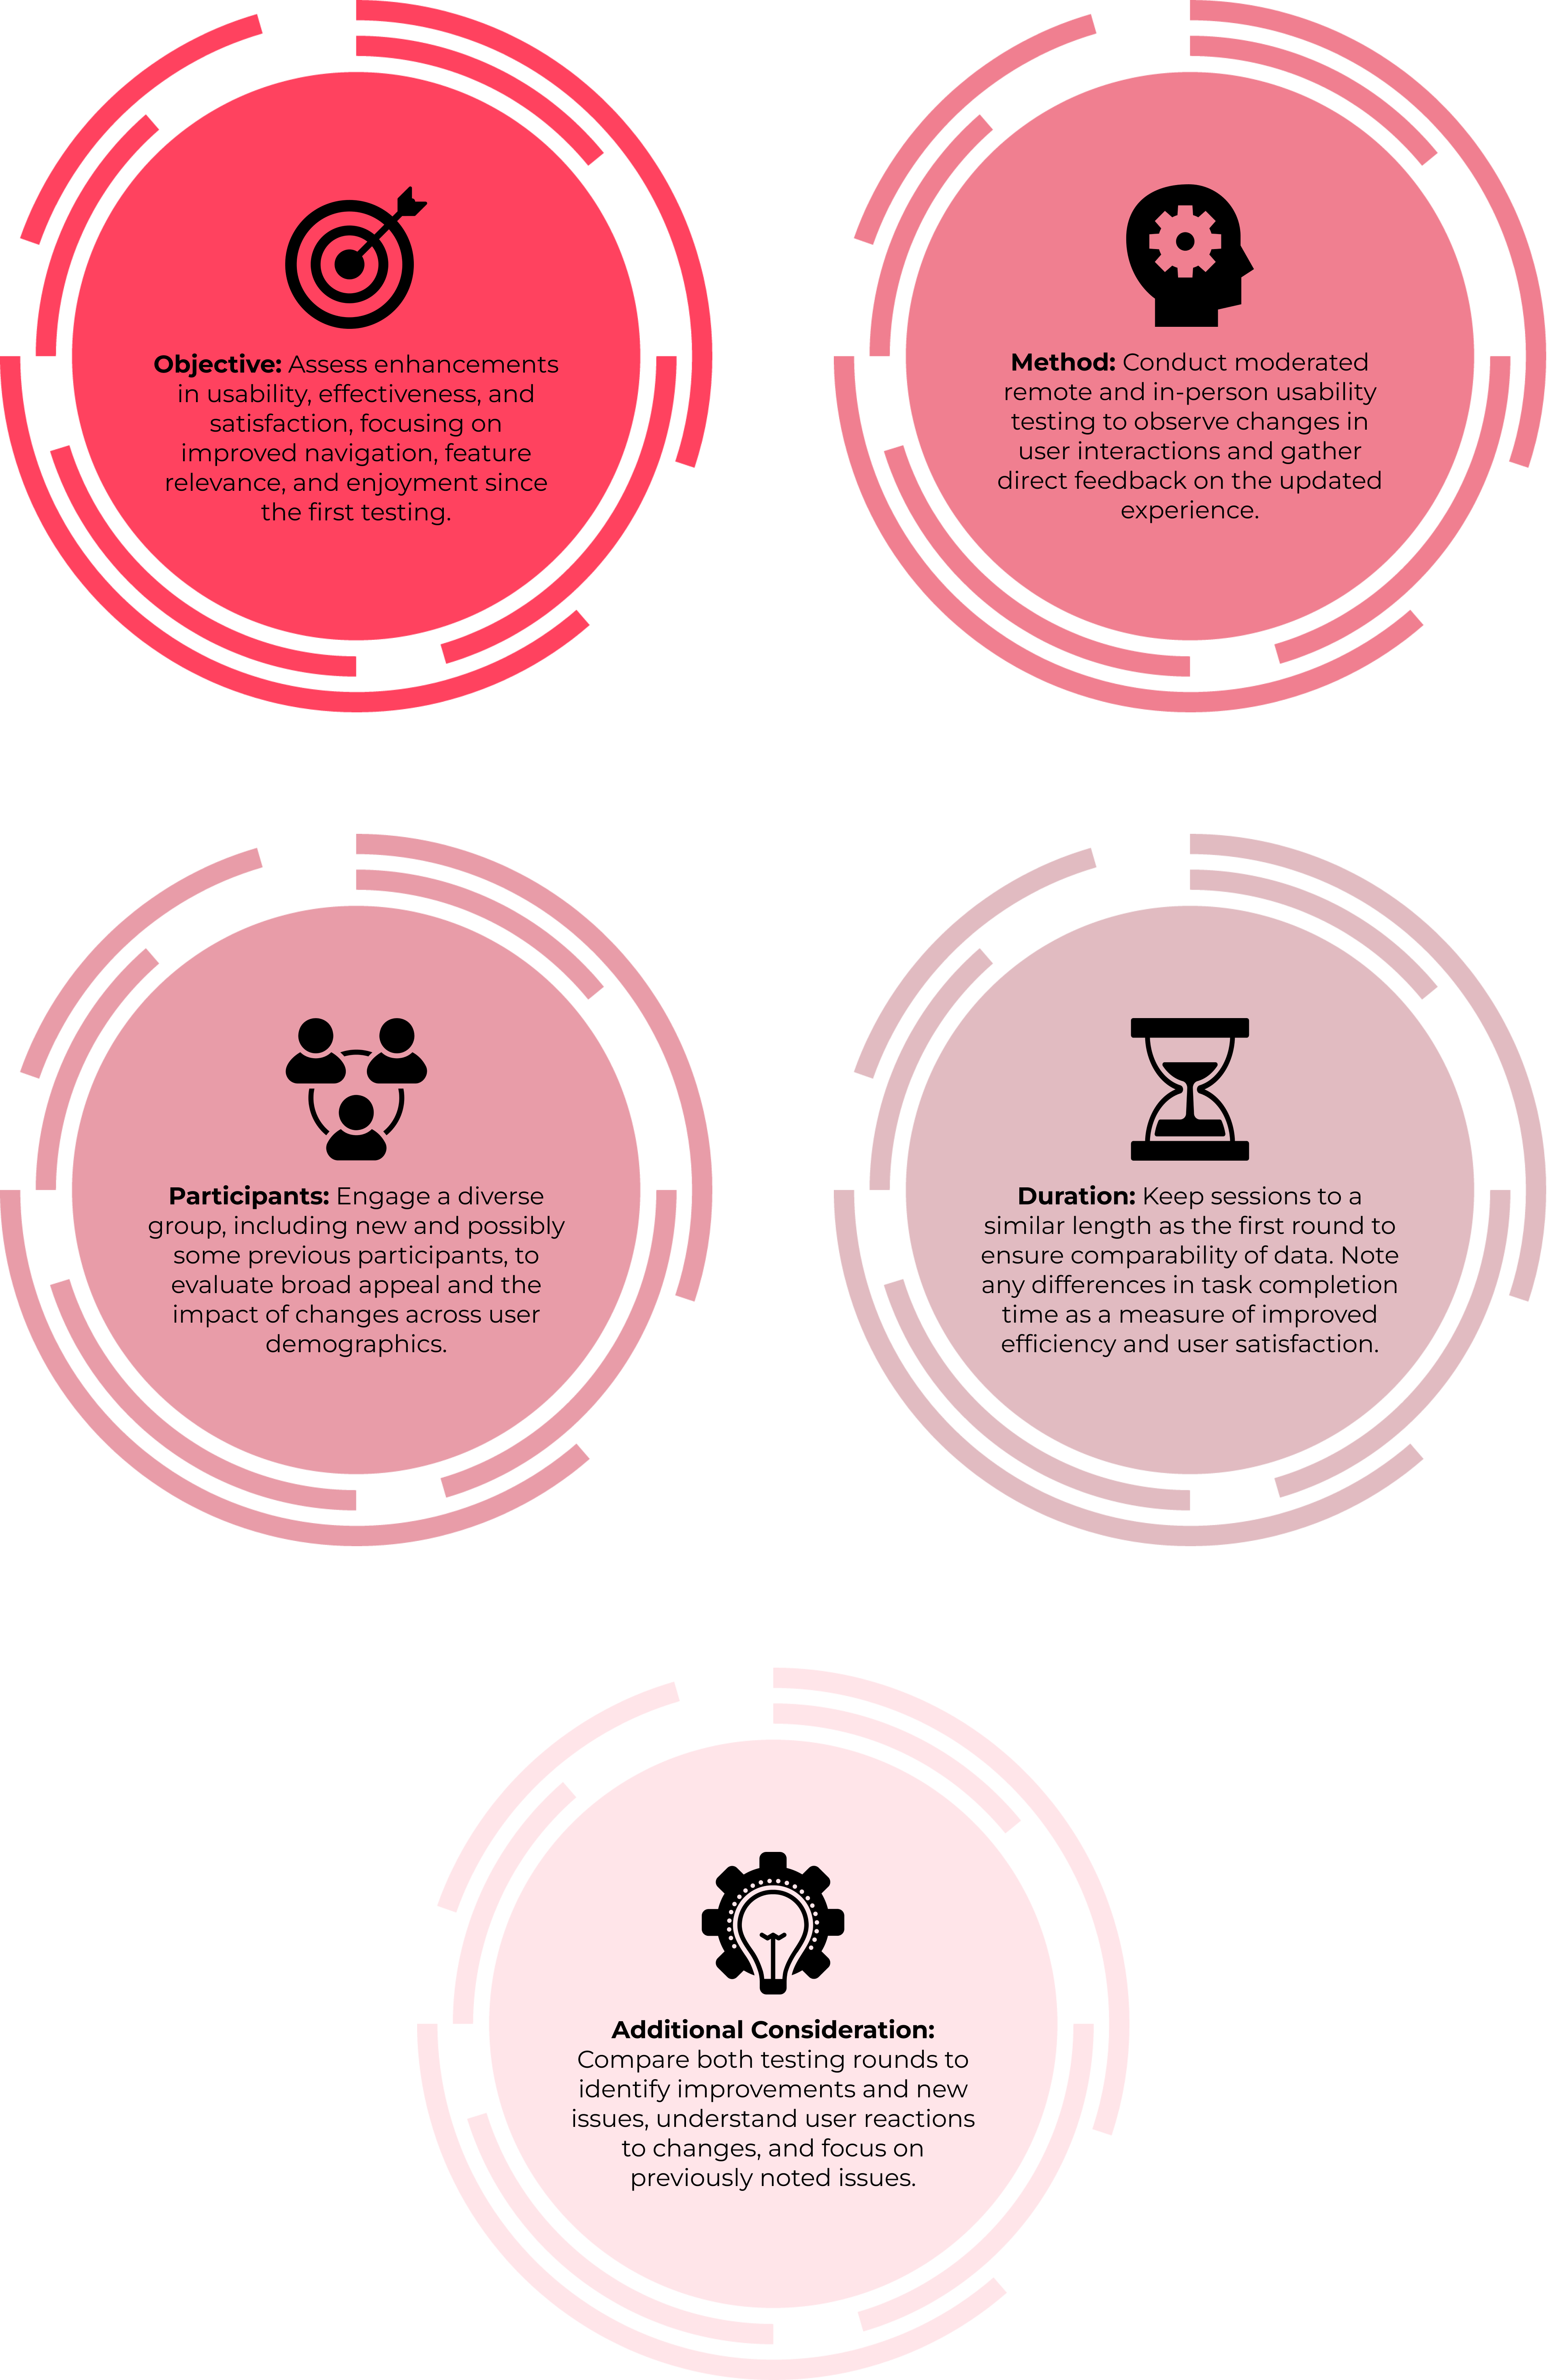 Objective: Assess enhancements
in usability, effectiveness, and
satisfaction, focusing on
improved navigation, feature
relevance, and enjoyment since
the first testing.
Method: Conduct moderated
remote and in-person usability
testing to observe changes in
user interactions and gather
direct feedback on the updated
experience.
Participants: Engage a diverse
group, including new and possibly
some previous participants, to
evaluate broad appeal and the
impact of changes across user
demographics.
Duration: Keep sessions to a
similar length as the first round to
ensure comparability of data. Note
any differences in task completion
time as a measure of improved
efficiency and user satisfaction.
Additional Consideration:
Compare both testing rounds to
identify improvements and new
issues, understand user reactions
to changes, and focus on
previously noted issues.